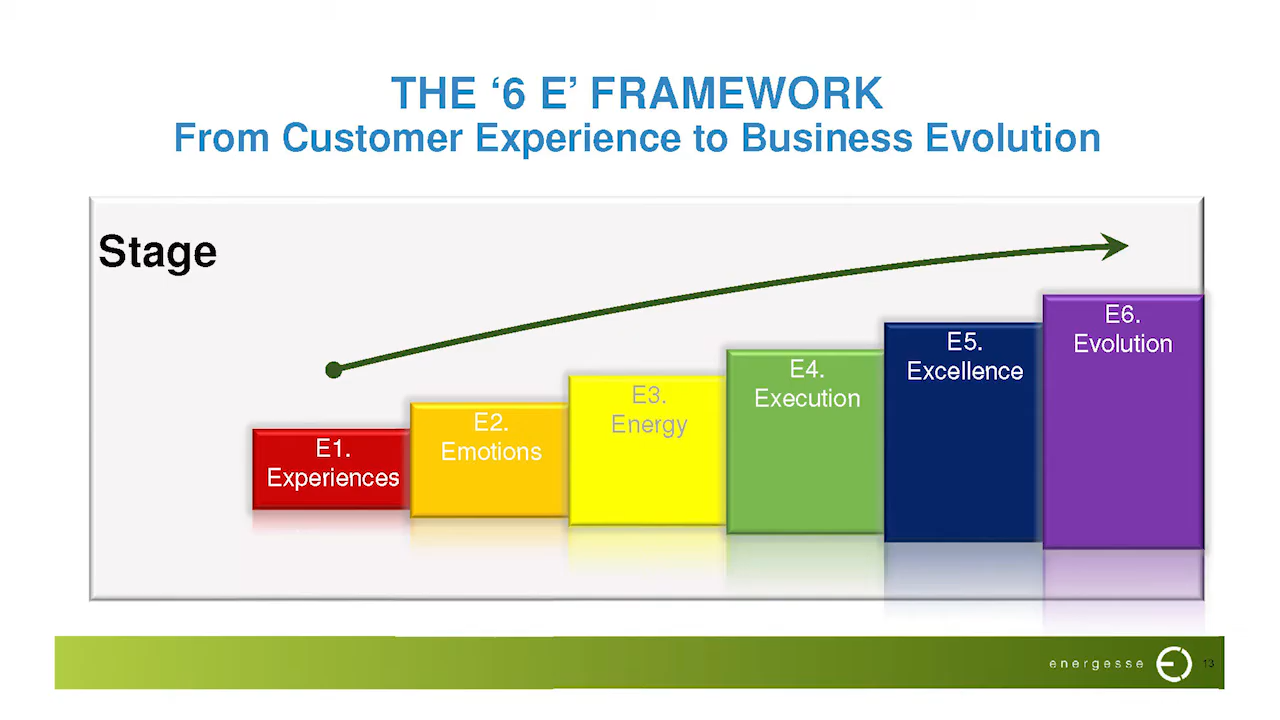 THE ‘6 E’ FRAMEWORK
From Customer Experience to Business Evolution
Stage
E1.
Experiences
E2.
Emotions
E3.
Energy
E4.
Execution
E5.
Excellence
E6.
Evolution
energesse
13